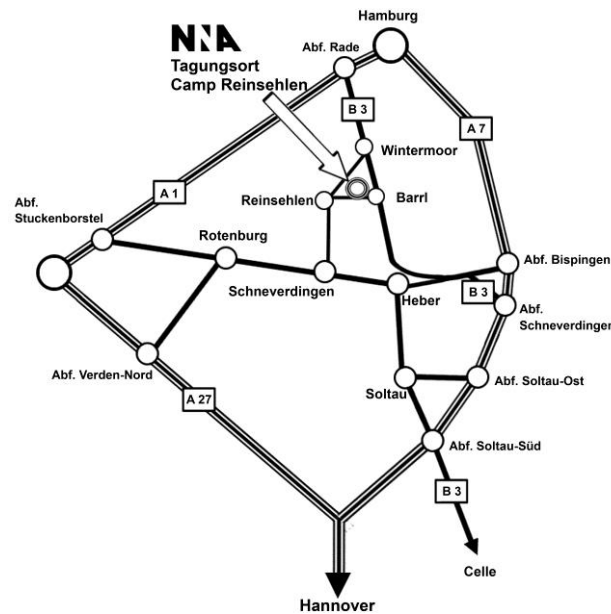 Hamburg
NNA
Abf. Rade
Tagungsort
Camp Reinsehlen
B 3
A 7
Wintermoor
A 1
Reinsehlen
Barrl
Abf.
Stuckenborstel
Rotenburg
Abf. Bispingen
Schneverdingen
Heber
B 3
Abf.
Schneverdingen
Abf. Verden-Nord
Soltau
Abf. Soltau-Ost
A 27
Abf. Soltau-Süd
B 3
Celle
Hannover